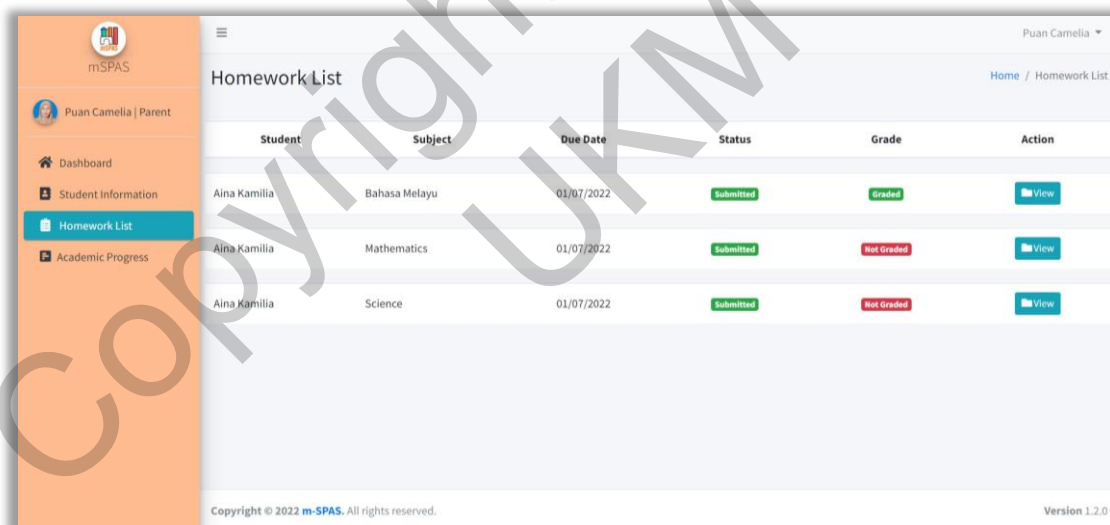 mSPAS
mSPAS
Puan Camelia | Parent
Dashboard
Student Information
Homework List
Academic Progress
Puan Camelia
Homework List
Home / Homework List
Student Subject Due Date Status Grade Action
Aina Kamilia Bahasa Melayu 01/07/2022 Submitted Graded View
Aina Kamilia Mathematics 01/07/2022 Submitted Not Graded View
Aina Kamilia Science 01/07/2022 Submitted Not Graded View
Copyright © 2022 m-SPAS. All rights reserved.
Version 1.2.0
Copyright
UKM